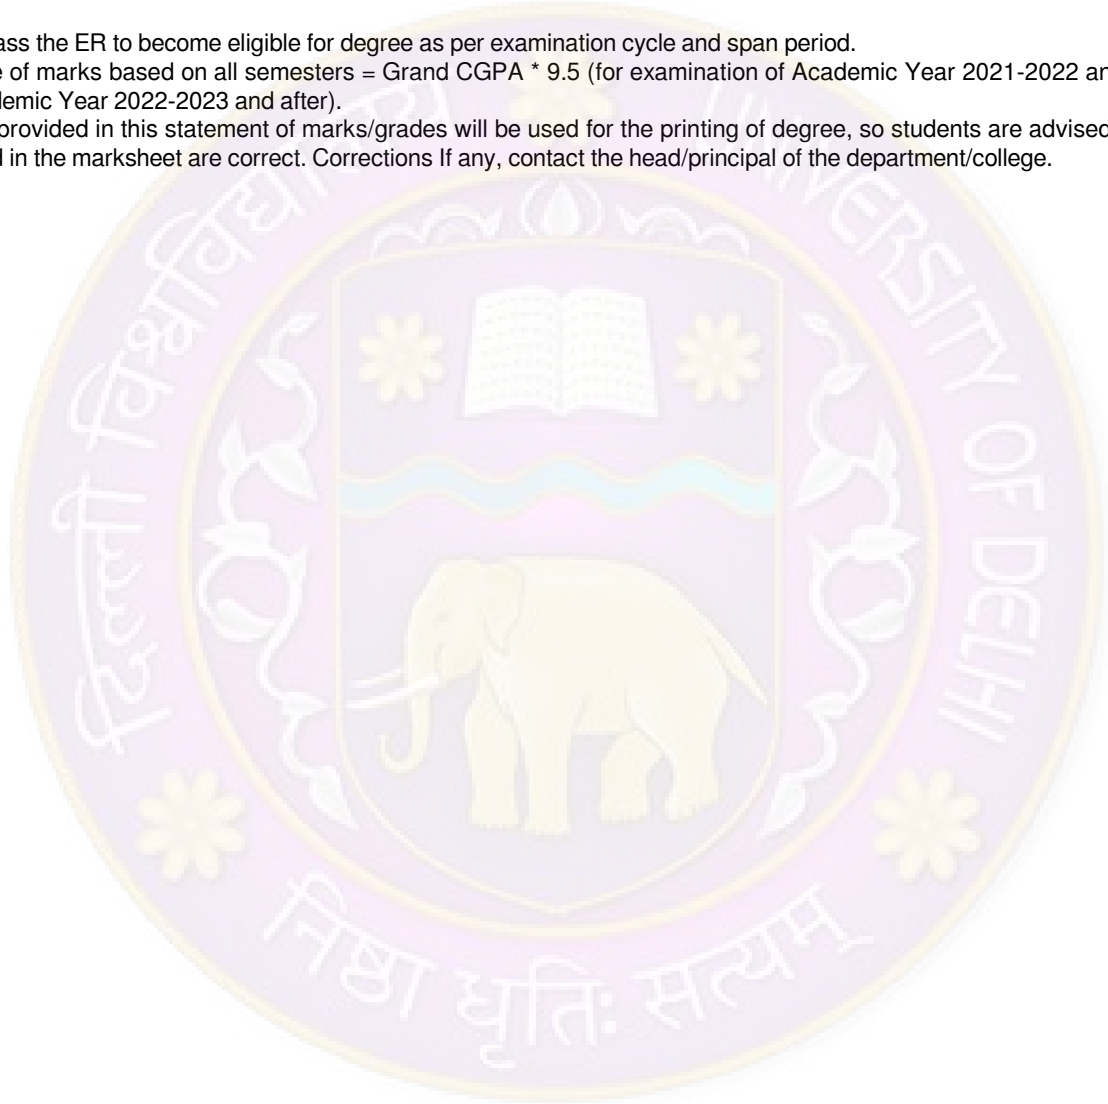 ass the ER to become eligible for degree as per examination cycle and span period.
e of marks based on all semesters = Grand CGPA * 9.5 (for examination of Academic Year 2021-2022 an
demic Year 2022-2023 and after).
provided in this statement of marks/grades will be used for the printing of degree, so students are advised
d in the marksheet are correct. Corrections If any, contact the head/principal of the department/college.
दिल्ली विश्वविद्यालय
UNIVERSITY OF DELHI
निष्ठा धृतिः सत्यम्